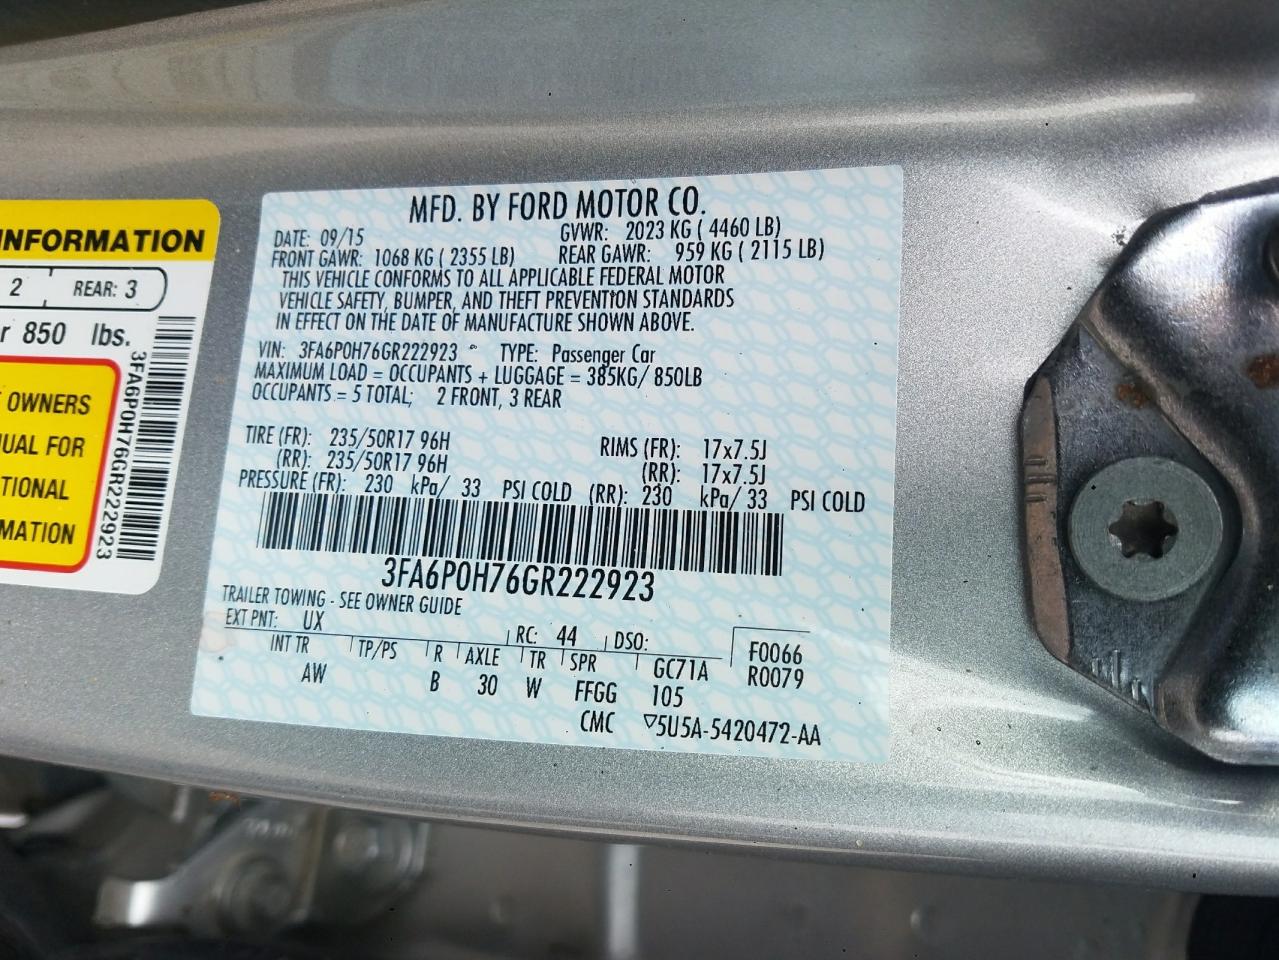 INFORMATION
2 REAR: 3
850 lbs.
OWNERS
FOR
3FA6P0H76GR222923
MFD. BY FORD MOTOR CO.
DATE: 09/15 GVWR: 2023 KG ( 4460 LB)
FRONT GAWR: 1068 KG ( 2355 LB) REAR GAWR: 959 KG ( 2115 LB)
THIS VEHICLE CONFORMS TO ALL APPLICABLE FEDERAL MOTOR
VEHICLE SAFETY, BUMPER, AND THEFT PREVENTION STANDARDS
IN EFFECT ON THE DATE OF MANUFACTURE SHOWN ABOVE.
VIN: 3FA6P0H76GR222923 TYPE: Passenger Car
MAXIMUM LOAD = OCCUPANTS + LUGGAGE = 385KG/ 850LB
OCCUPANTS = 5 TOTAL; 2 FRONT, 3 REAR
TIRE (FR): 235/50R17 96H RIMS (FR): 17x7.5J
(RR): 235/50R17 96H (RR): 17x7.5J
PRESSURE (FR): 230 kPa/ 33 PSI COLD (RR): 230 kPa/ 33 PSI COLD
3FA6P0H76GR222923
TRAILER TOWING - SEE OWNER GUIDE
EXT PNT: UX RC: 44 DSO: F0066
INT TR TP/PS R AXLE TR SPR GC71A R0079
AW B 30 W FFGG 105
CMC ▽5U5A-5420472-AA